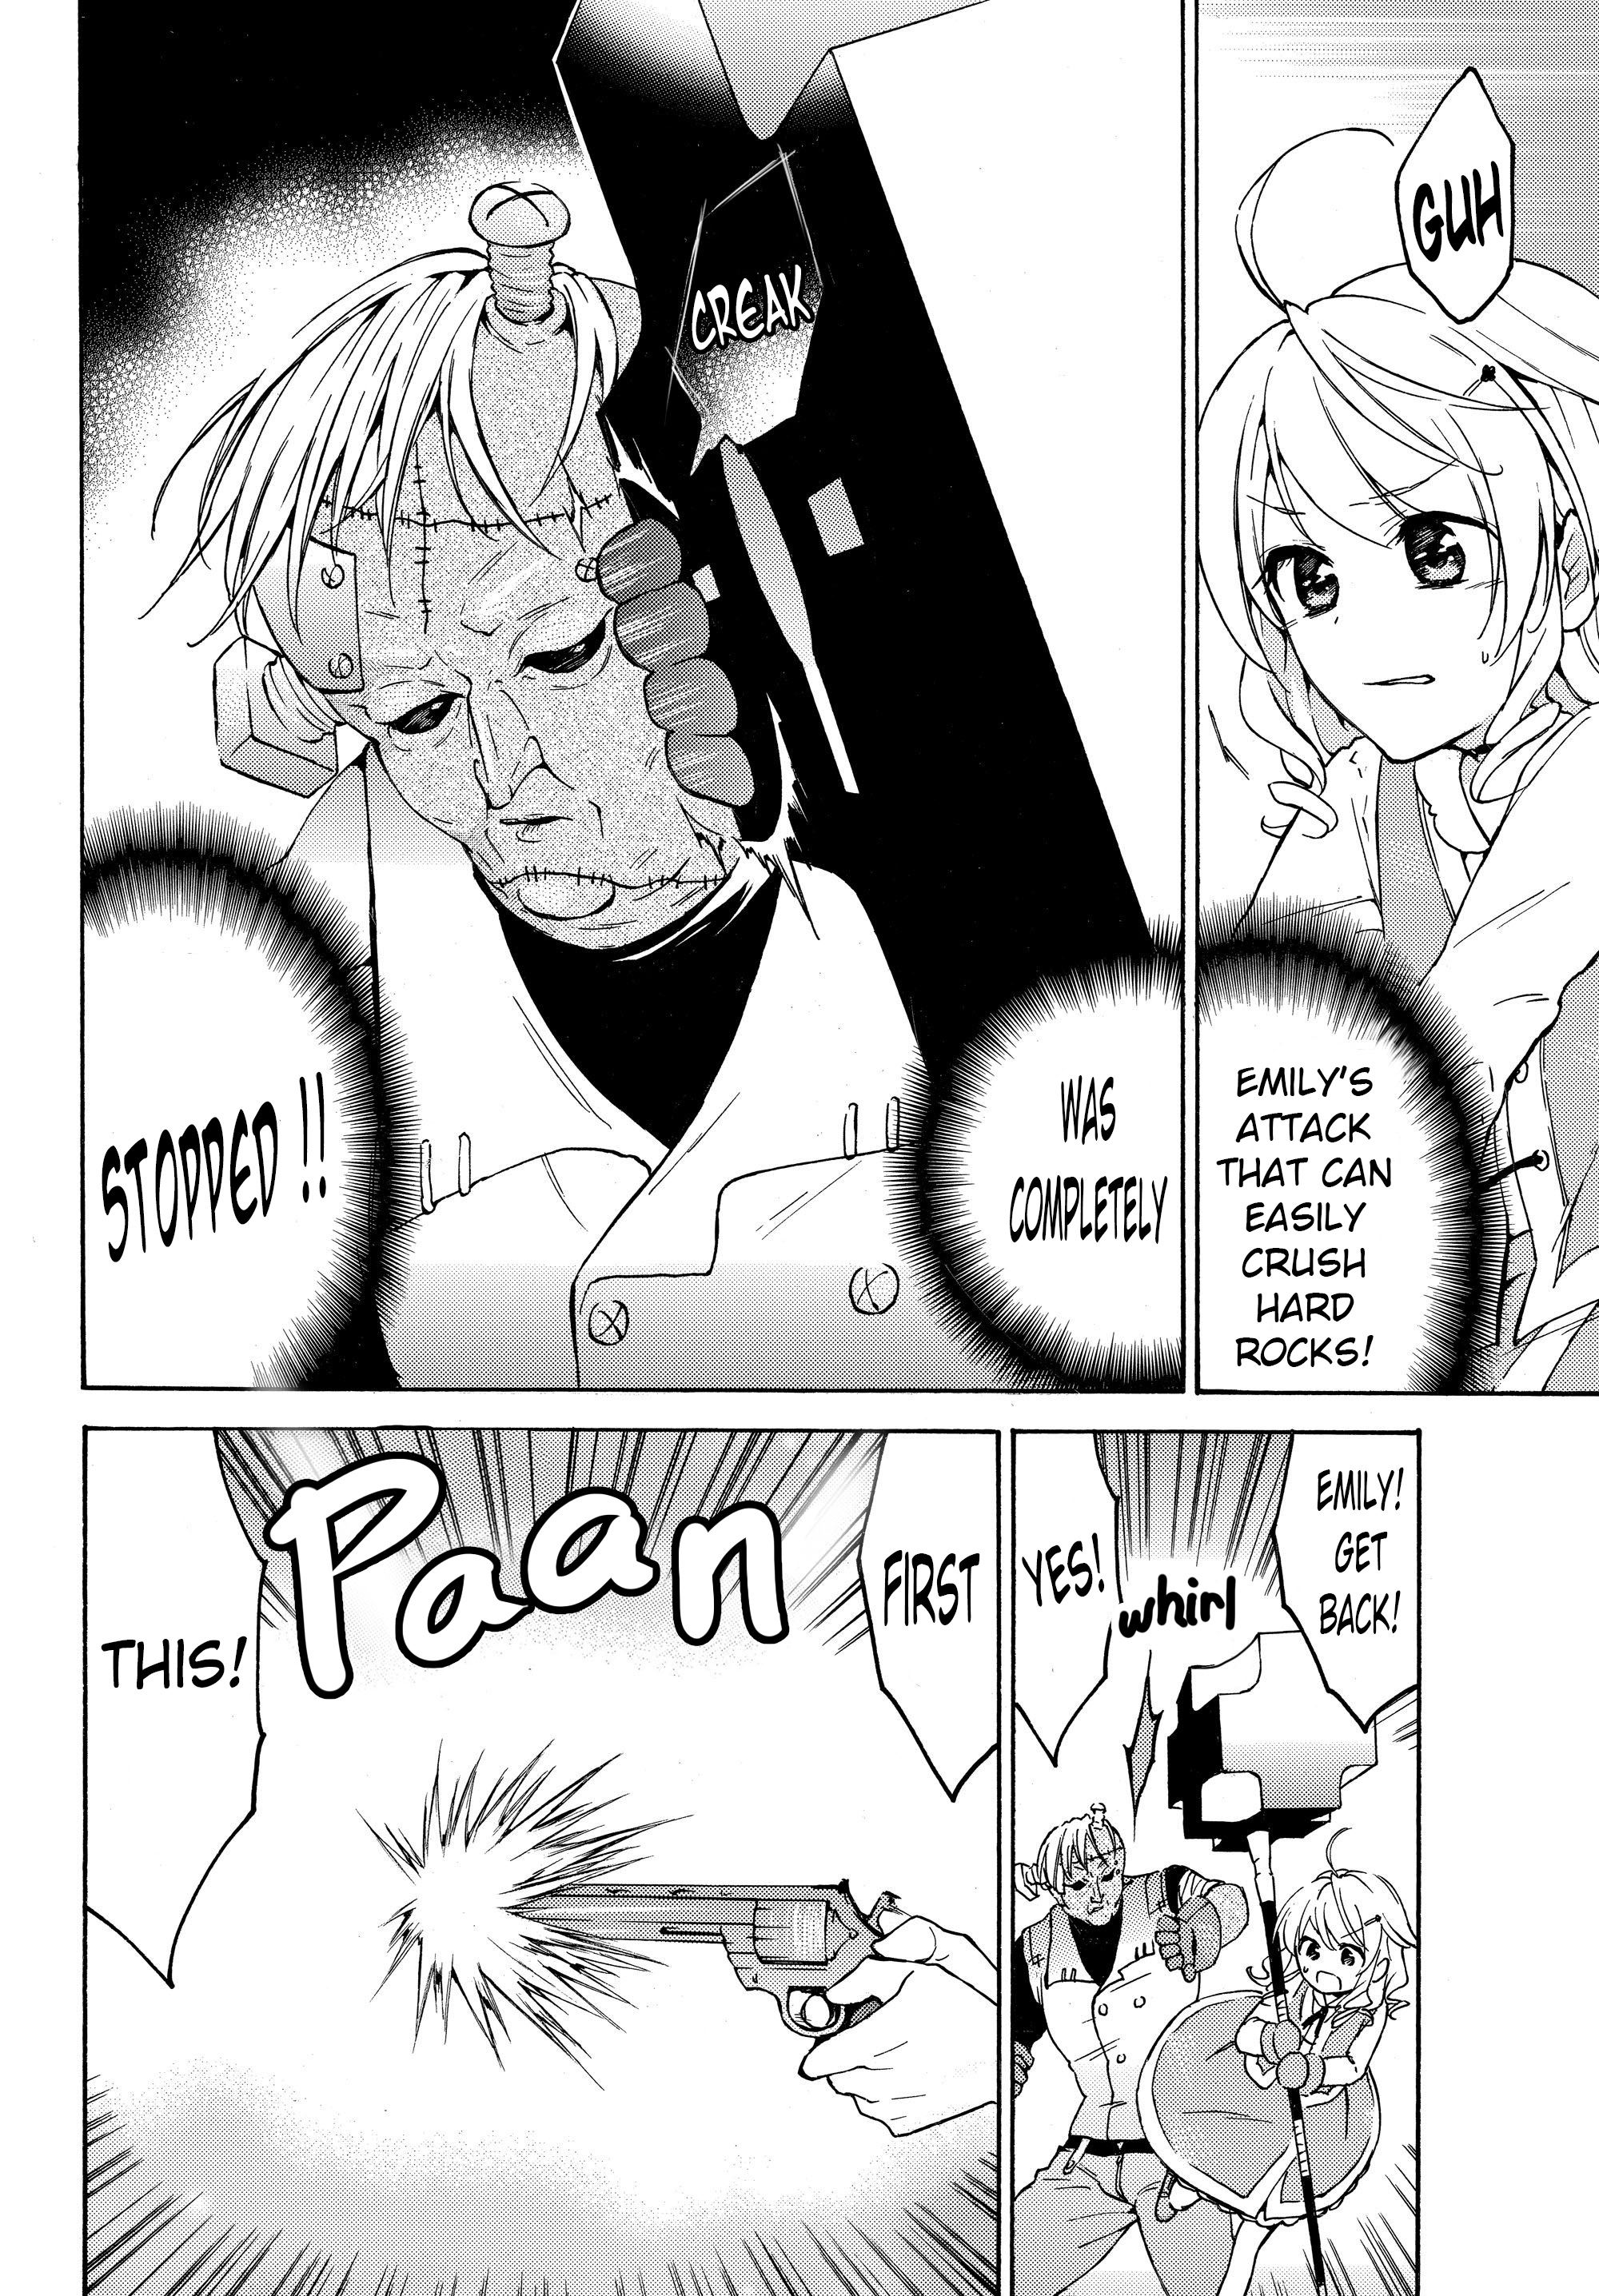 GUH
EMILY'S
ATTACK
THAT CAN
EASILY
CRUSH
HARD
ROCKS!
CREAK
WAS
COMPLETELY
STOPPED!!
EMILY!
GET
BACK!
whirl
YES!
FIRST
Paan
THIS!